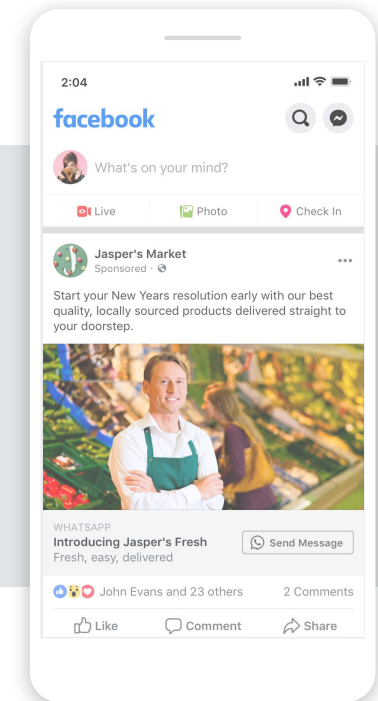 2:04
facebook
What's on your mind?
Live Photo Check In
Jasper's Market
Sponsored ·
Start your New Years resolution early with our best
quality, locally sourced products delivered straight to
your doorstep.
WHATSAPP
Introducing Jasper's Fresh
Fresh, easy, delivered
Send Message
John Evans and 23 others 2 Comments
Like Comment Share